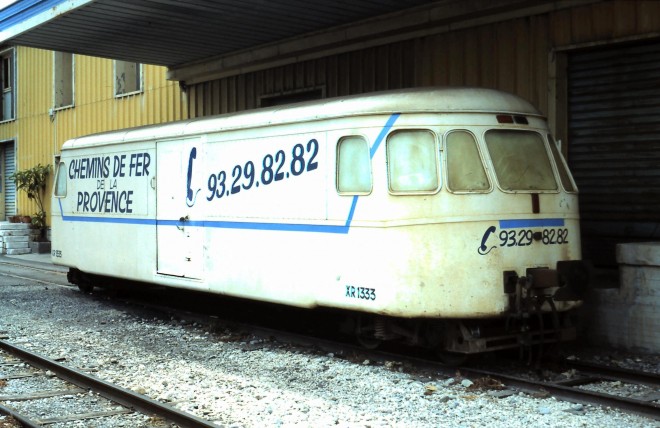 CHEMINS DE FER
DE LA
PROVENCE
93.29.82.82
93.29 82.82
XR 1333